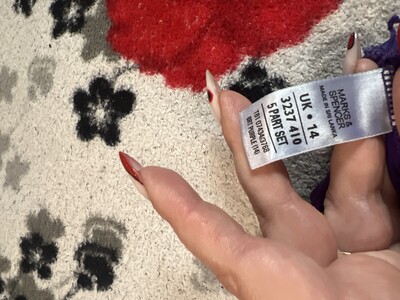 MARKS &
SPENCER
MADE IN SRI LANKA
UK • 14
3237 410
5 PART SET